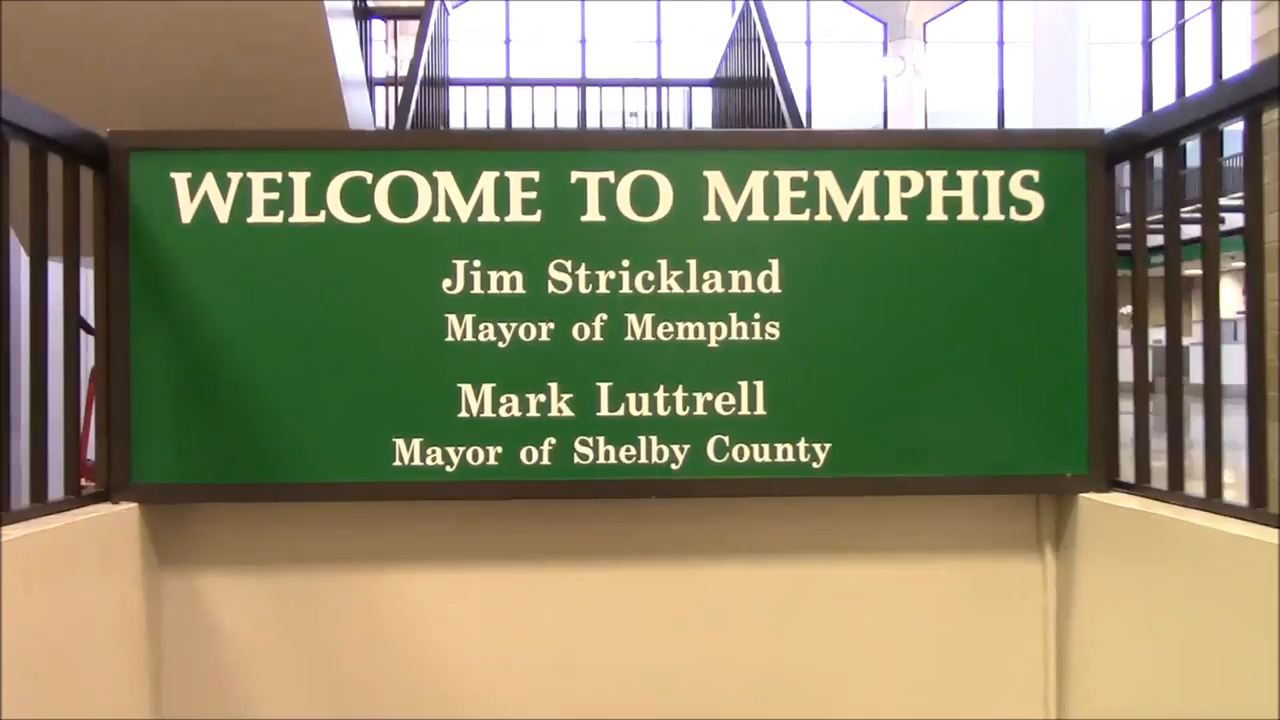 WELCOME TO MEMPHIS
Jim Strickland
Mayor of Memphis
Mark Luttrell
Mayor of Shelby County